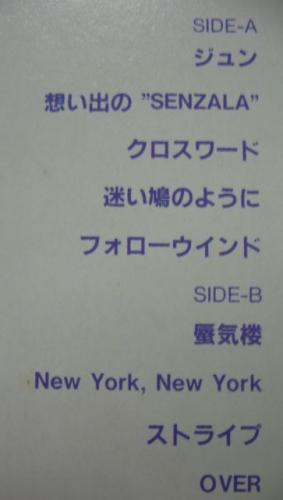 SIDE-A
ジュン
想い出の ”SENZALA”
クロスワード
迷い鳩のように
フォローウインド
SIDE-B
蜃気楼
New York, New York
ストライプ
OVER